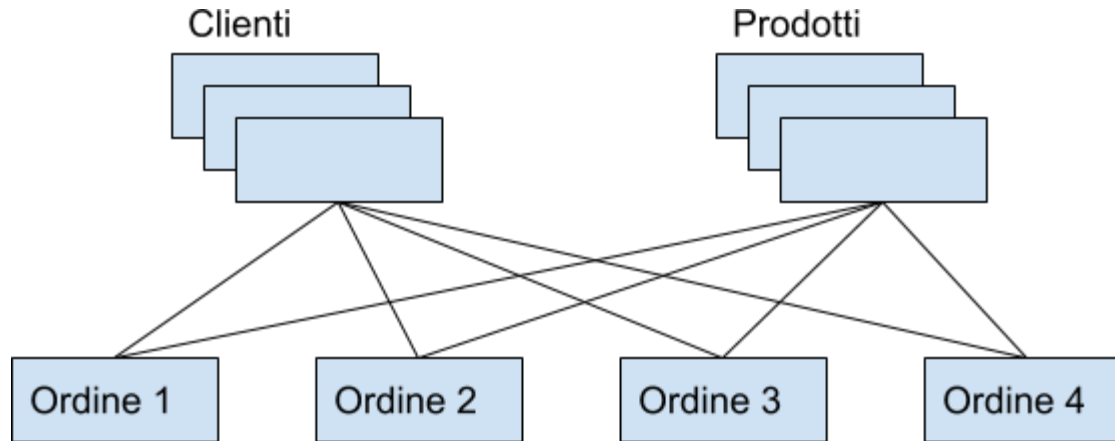 Clienti
Prodotti
Ordine 1
Ordine 2
Ordine 3
Ordine 4